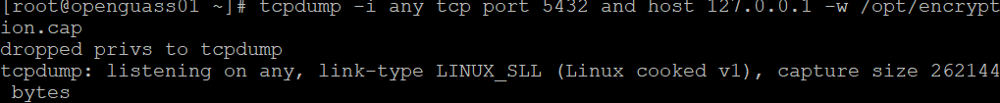 [root@openguass01 ~]# tcpdump -i any tcp port 5432 and host 127.0.0.1 -w /opt/encrypt
ion.cap
dropped privs to tcpdump
tcpdump: listening on any, link-type LINUX_SLL (Linux cooked v1), capture size 262144
 bytes